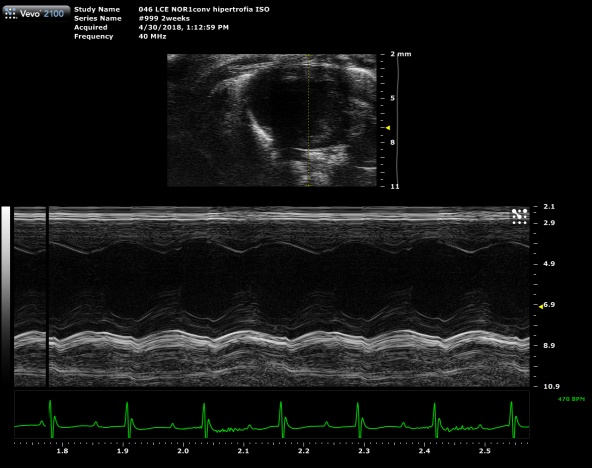 Vevo 2100
Study Name 046 LCE NOR1conv hipertrofia ISO
Series Name #999 2weeks
Acquired 4/30/2018, 1:12:59 PM
Frequency 40 MHz
2 mm
5
8
11
2.1
2.9
4.9
6.9
8.9
10.9
470 BPM
1.8 1.9 2.0 2.1 2.2 2.3 2.4 2.5